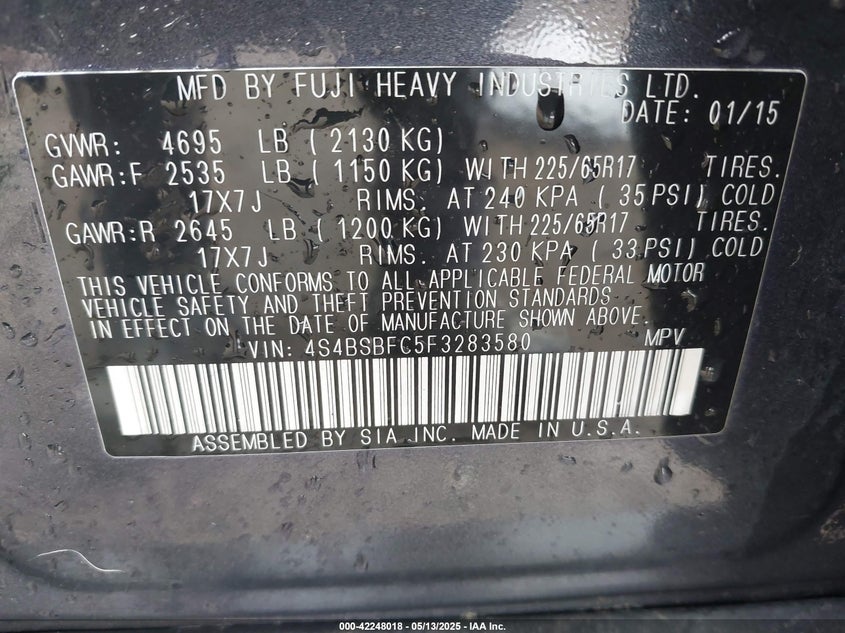 MFD BY FUJI HEAVY INDUSTRIES LTD.
DATE: 01/15
GVWR: 4695 LB ( 2130 KG)
GAWR:F 2535 LB ( 1150 KG) WITH 225/65R17 TIRES.
17X7J RIMS. AT 240 KPA ( 35 PSI) COLD
GAWR:R 2645 LB ( 1200 KG) WITH 225/65R17 TIRES.
17X7J RIMS. AT 230 KPA ( 33 PSI) COLD
THIS VEHICLE CONFORMS TO ALL APPLICABLE FEDERAL MOTOR
VEHICLE SAFETY AND THEFT PREVENTION STANDARDS
IN EFFECT ON THE DATE OF MANUFACTURE SHOWN ABOVE.
VIN: 4S4BSBFC5F3283580 MPV
ASSEMBLED BY SIA INC. MADE IN U.S.A.
000-42248018 - 05/13/2025 - IAA Inc.